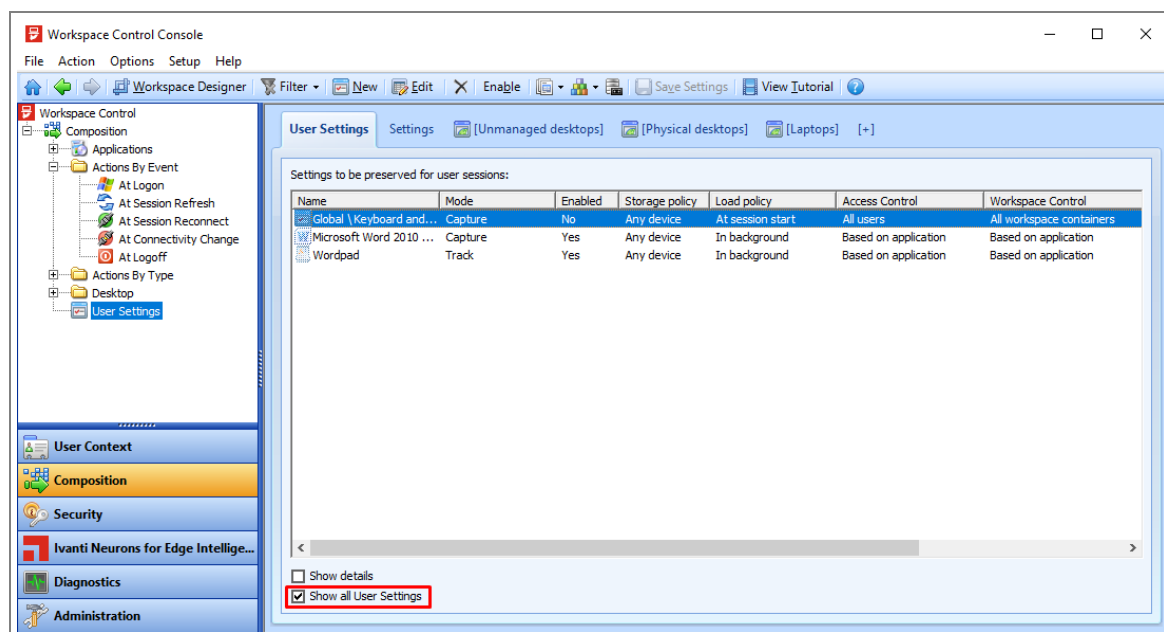 Workspace Control Console
File Action Options Setup Help
Workspace Designer Filter New Edit Enable Save Settings View Tutorial
Workspace Control
Composition
Applications
Actions By Event
At Logon
At Session Refresh
At Session Reconnect
At Connectivity Change
At Logoff
Actions By Type
Desktop
User Settings
User Context
Composition
Security
Ivanti Neurons for Edge Intellige...
Diagnostics
Administration
User Settings Settings [Unmanaged desktops] [Physical desktops] [Laptops] [+]
Settings to be preserved for user sessions:
Name Mode Enabled Storage policy Load policy Access Control Workspace Control
Global \Keyboard and... Capture No Any device At session start All users All workspace containers
Microsoft Word 2010 ... Capture Yes Any device In background Based on application Based on application
Wordpad Track Yes Any device In background Based on application Based on application
Show details
Show all User Settings